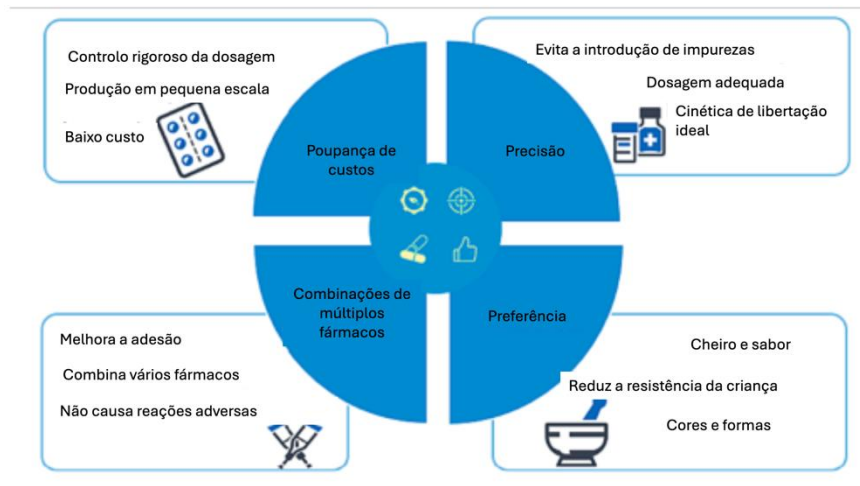 Controlo rigoroso da dosagem
Produção em pequena escala
Baixo custo
Poupança de
custos
Evita a introdução de impurezas
Dosagem adequada
Cinética de libertação
ideal
Precisão
Combinações de
múltiplos
fármacos
Melhora a adesão
Combina vários fármacos
Não causa reações adversas
Preferência
Cheiro e sabor
Reduz a resistência da criança
Cores e formas